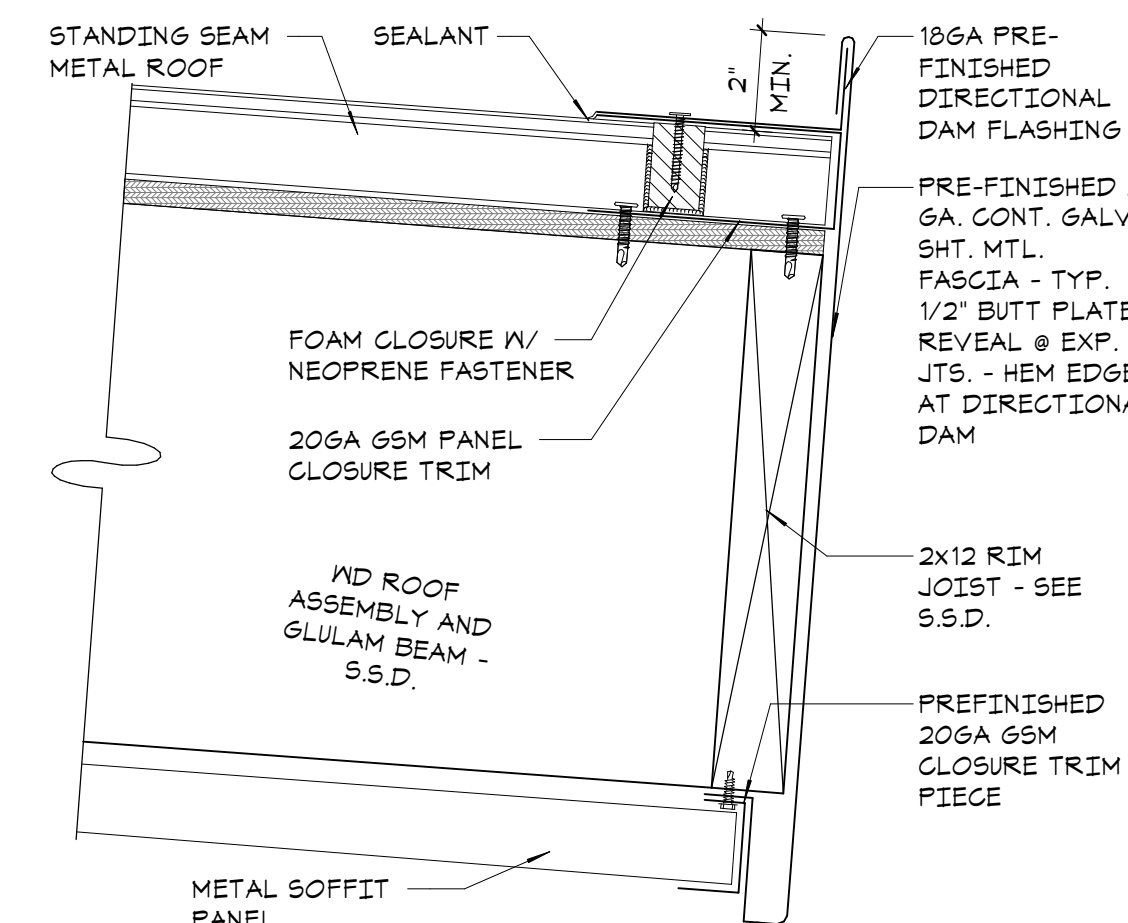 STANDING SEAM
METAL ROOF
SEALANT
2"
MIN.
18GA PRE-
FINISHED
DIRECTIONAL
DAM FLASHING
PRE-FINISHED
GA. CONT. GALV
SHT. MTL.
FASCIA - TYP.
1/2" BUTT PLATE
REVEAL @ EXP.
JTS. - HEM EDGE
AT DIRECTIONA
DAM
FOAM CLOSURE W/
NEOPRENE FASTENER
20GA GSM PANEL
CLOSURE TRIM
WD ROOF
ASSEMBLY AND
GLULAM BEAM -
S.S.D.
2x12 RIM
JOIST - SEE
S.S.D.
PREFINISHED
20GA GSM
CLOSURE TRIM
PIECE
METAL SOFFIT
PANEL